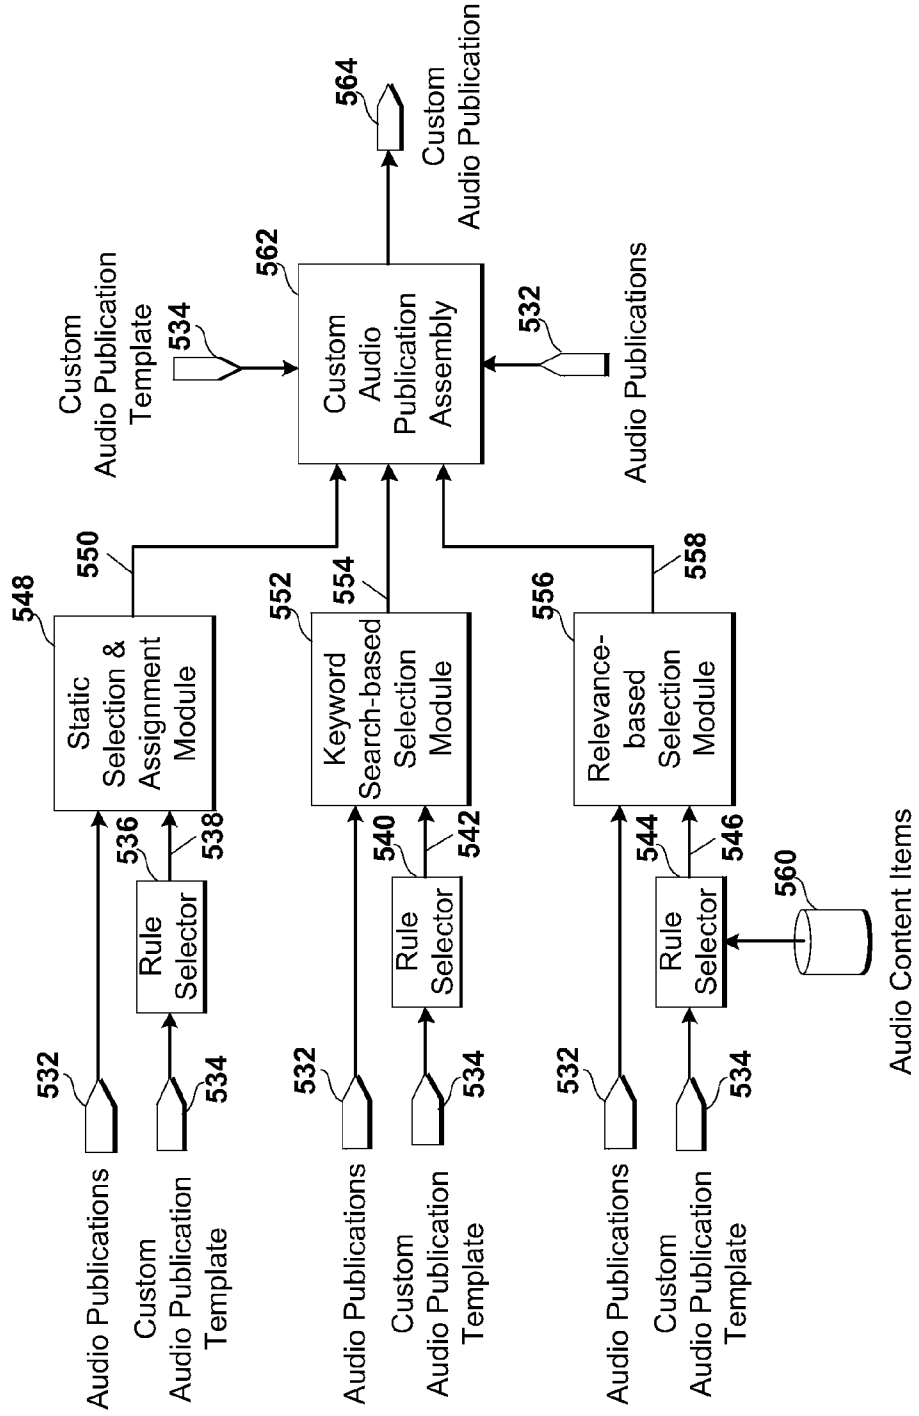 Audio Publications
532
Custom
Audio Publication
Template
534
Rule
Selector
536
538
Static
Selection &
Assignment
Module
548
550
Audio Publications
532
Custom
Audio Publication
Template
534
Rule
Selector
540
542
Keyword
Search-based
Selection
Module
552
554
Audio Publications
532
Custom
Audio Publication
Template
534
Rule
Selector
544
546
Relevance-
based
Selection
Module
556
558
560
Audio Content Items
Custom
Audio Publication
Template
534
Custom
Audio
Publication
Assembly
562
532
Audio Publications
564
Custom
Audio Publication